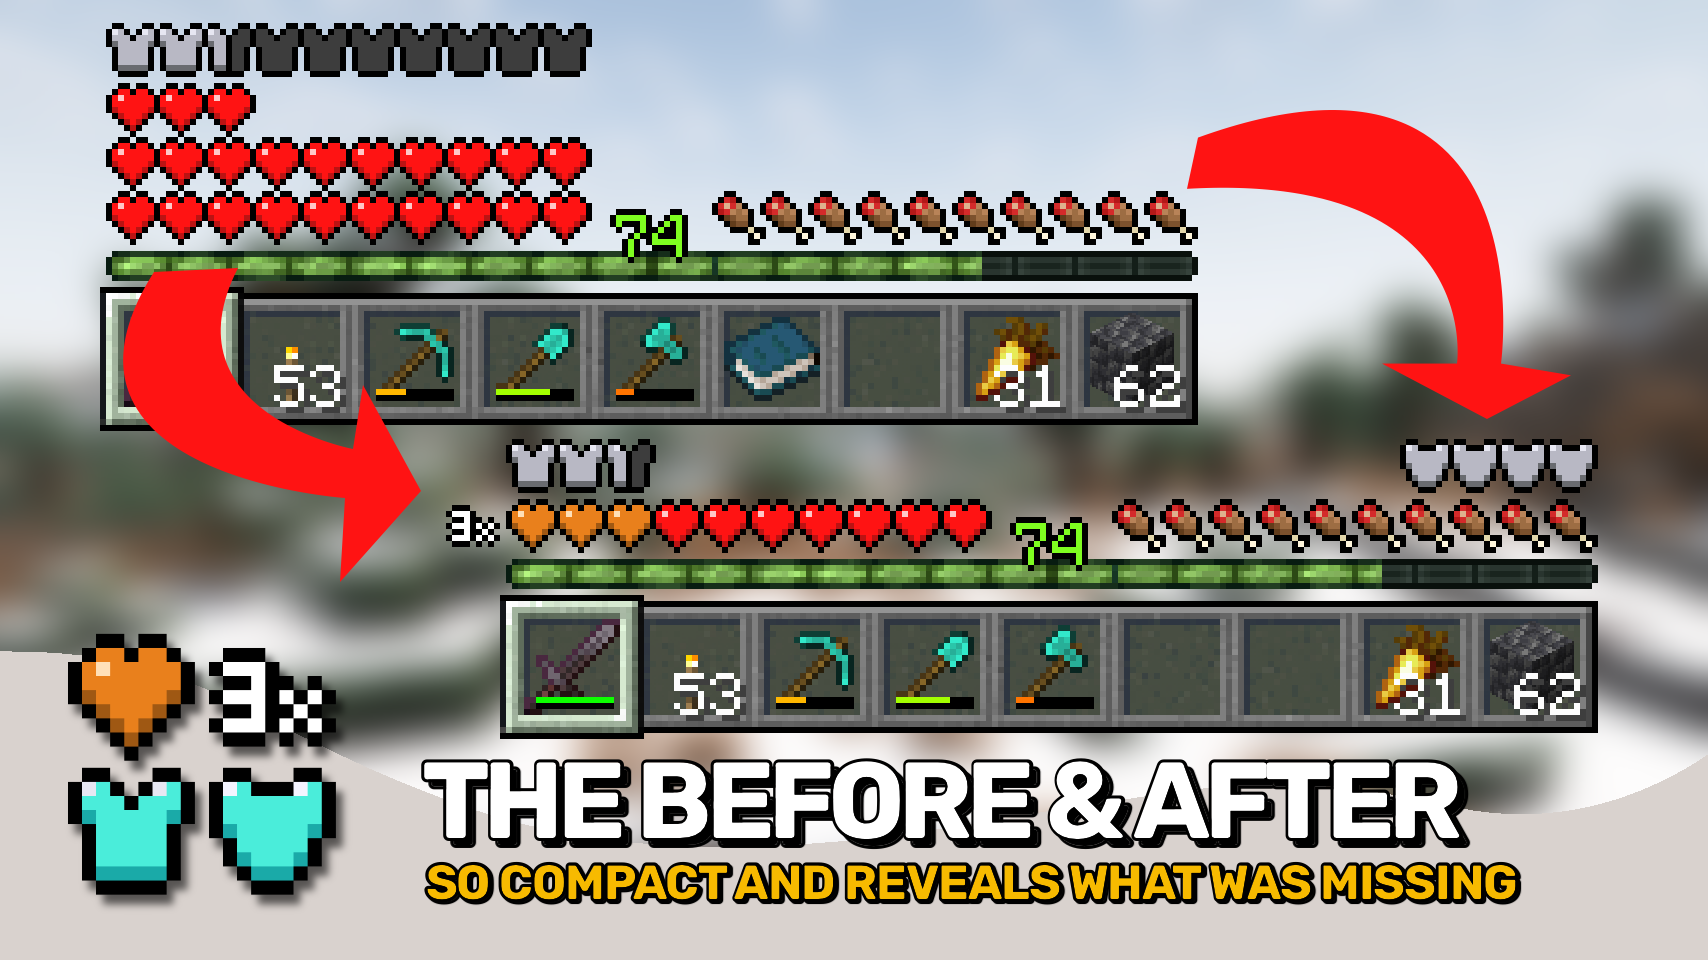 74
53
31
62
3x
74
53
31
62
3x
THE BEFORE & AFTER
SO COMPACT AND REVEALS WHAT WAS MISSING